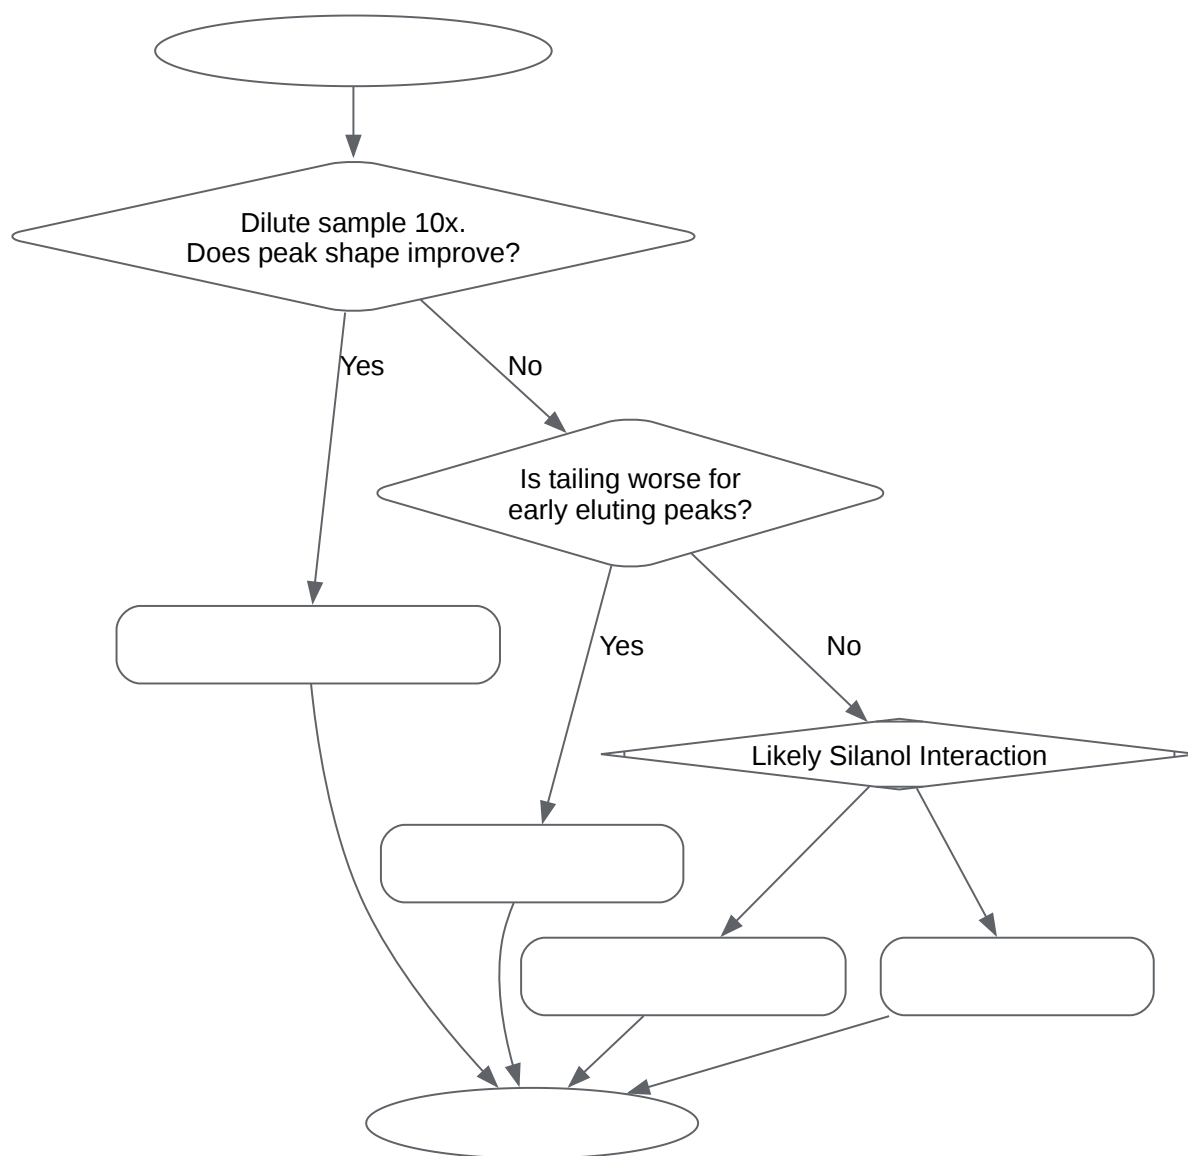 Dilute sample 10x.
Does peak shape improve?
Yes
No
Is tailing worse for
early eluting peaks?
Yes
No
Likely Silanol Interaction